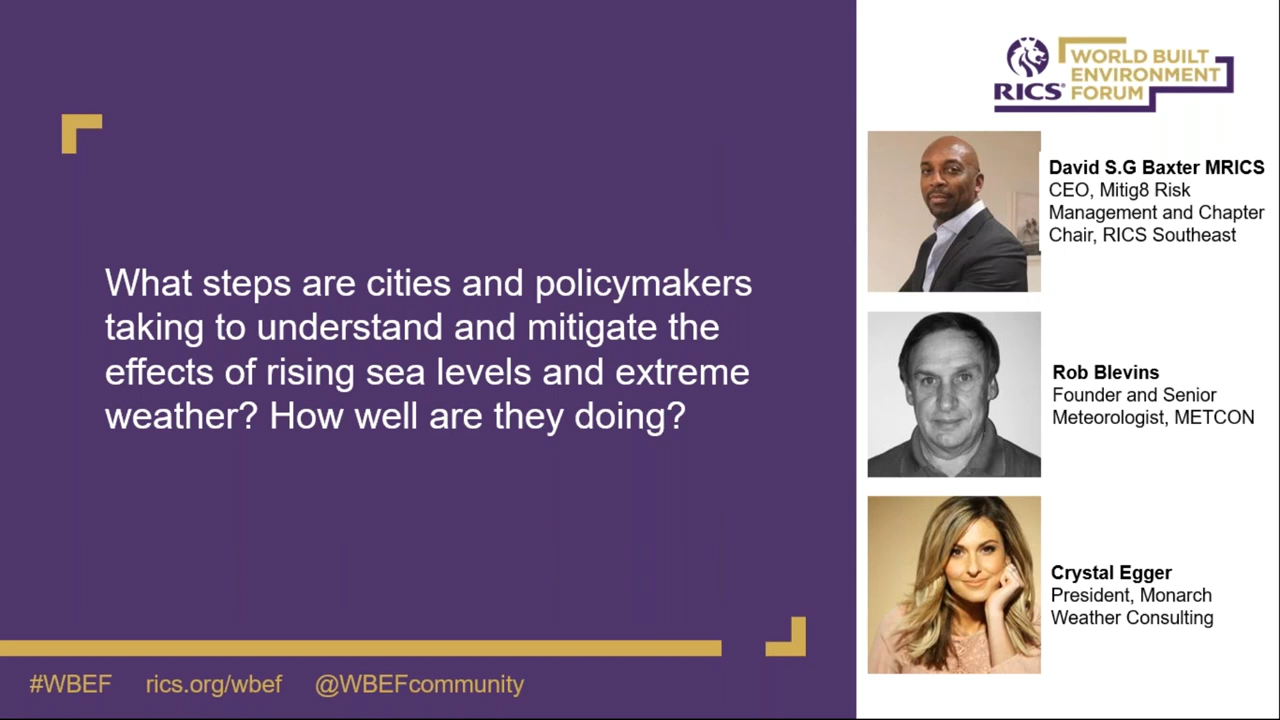 What steps are cities and policymakers
taking to understand and mitigate the
effects of rising sea levels and extreme
weather? How well are they doing?
#WBEF rics.org/wbef @WBEFcommunity
RICS®
WORLD BUILT
ENVIRONMENT
FORUM
David S.G Baxter MRICS
CEO, Mitig8 Risk
Management and Chapter
Chair, RICS Southeast
Rob Blevins
Founder and Senior
Meteorologist, METCON
Crystal Egger
President, Monarch
Weather Consulting